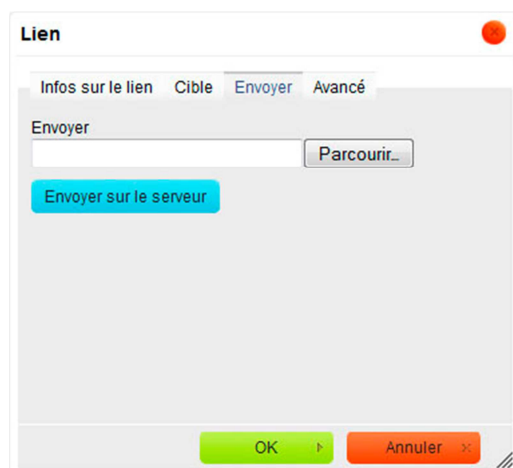 Lien
Infos sur le lien Cible Envoyer Avancé
Envoyer
Parcourir...
Envoyer sur le serveur
OK Annuler